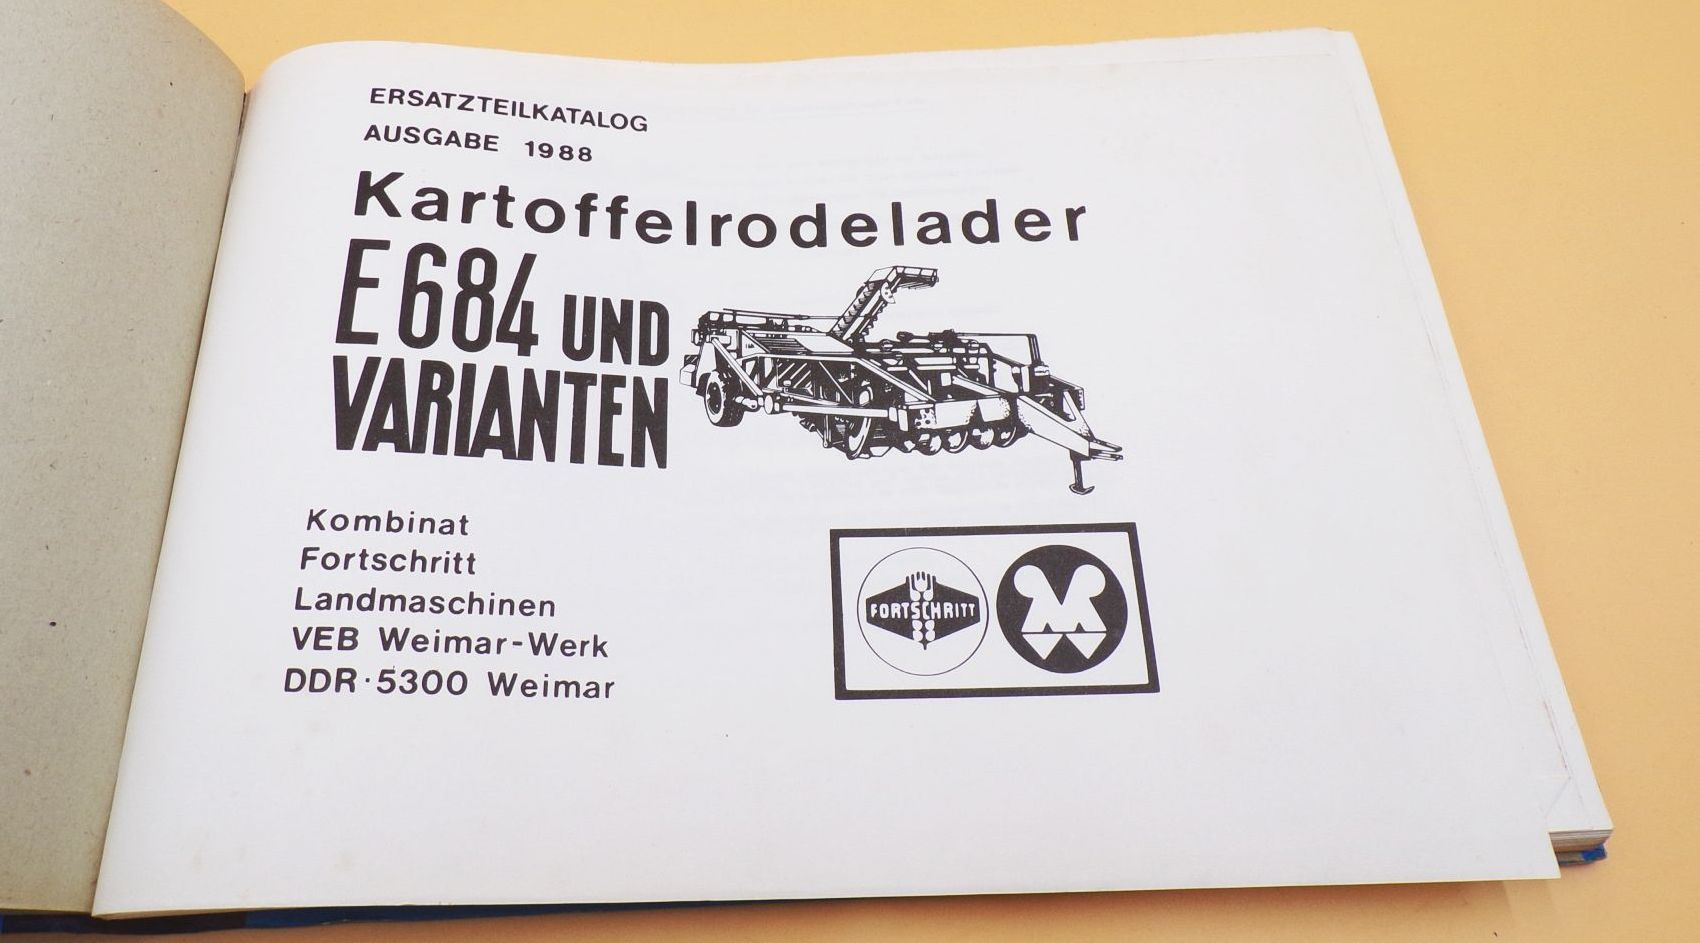 ERSATZTEILKATALOG
AUSGABE 1988
Kartoffelrodelader
E 684 UND
VARIANTEN
Kombinat
Fortschritt
Landmaschinen
VEB Weimar-Werk
DDR·5300 Weimar
FORTSCHRITT